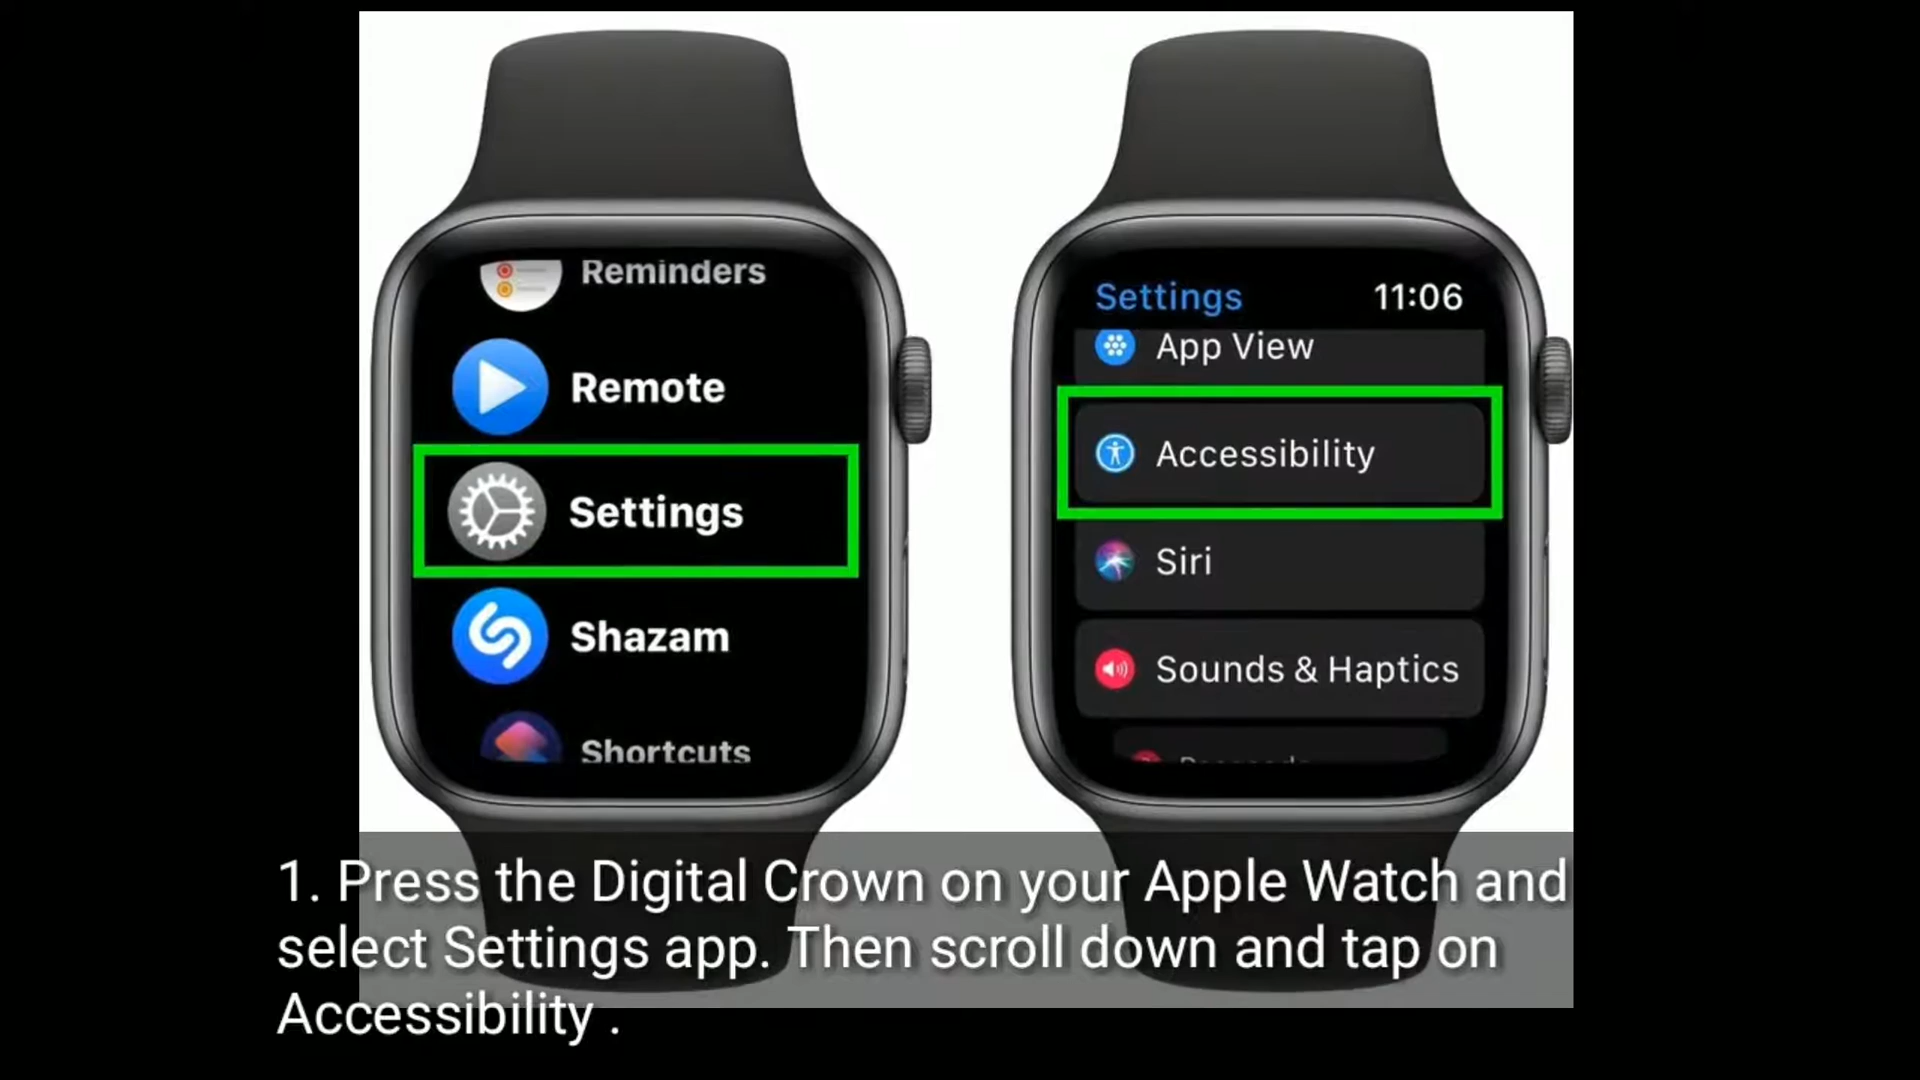 Reminders
Remote
Settings
Shazam
Shortcuts
Settings 11:06
App View
Accessibility
Siri
Sounds & Haptics
1. Press the Digital Crown on your Apple Watch and
select Settings app. Then scroll down and tap on
Accessibility .